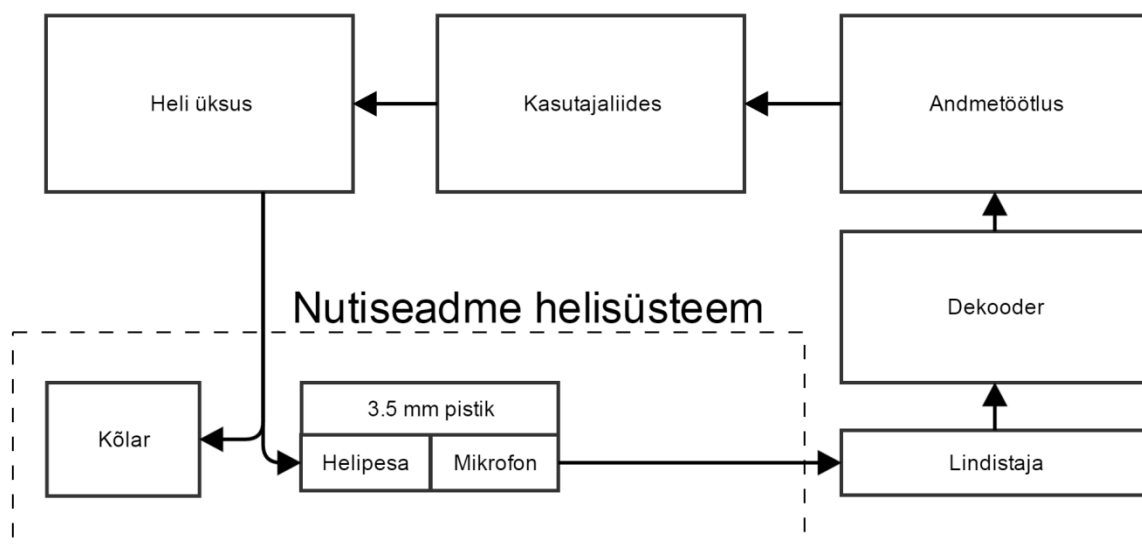 Heli üksus
Kasutajaliides
Andmetöötlus
Dekooder
Nutiseadme helisüsteem
Kõlar
3.5 mm pistik
Helipesa
Mikrofon
Lindistaja